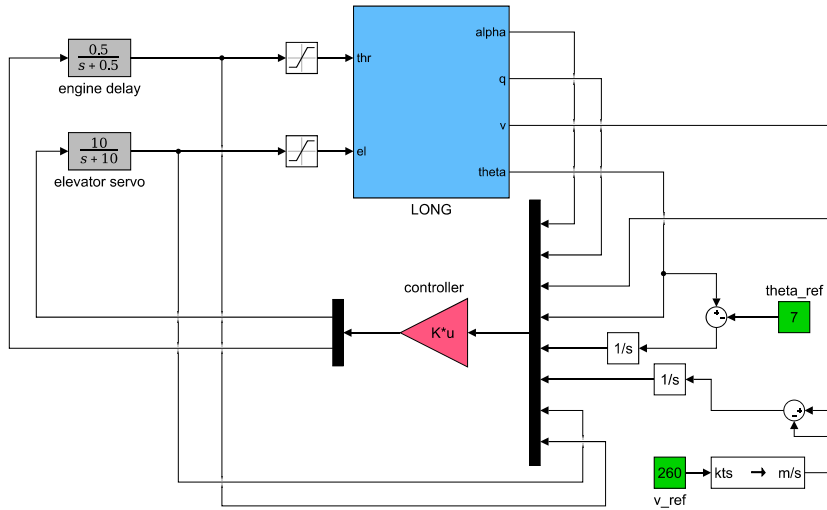 0.5
s + 0.5
engine delay
10
s + 10
elevator servo
thr
el
alpha
q
v
theta
LONG
controller
K*u
theta_ref
7
+
-
1/s
1/s
+
-
260
v_ref
kts → m/s